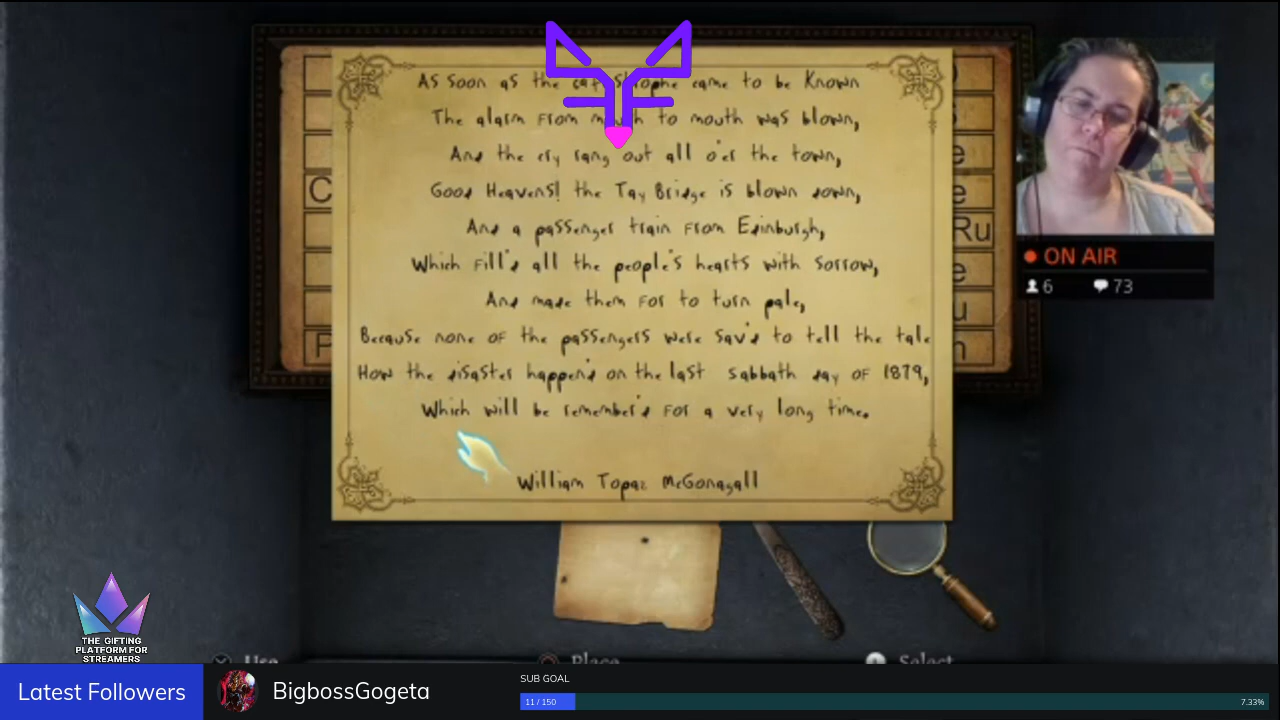 As soon as the catastrophe came to be Known
The alarm from mouth to mouth was blown,
And the cry rang out all o'er the town,
Good Heavens! the Tay Bridge is blown down,
And a passenger train from Edinburgh,
Which fill'd all the people's hearts with sorrow,
And made them for to turn pale,
Because none of the passengers were sav'd to tell the tale
How the disaster happen'd on the last sabbath day of 1879,
Which will be remember'd for a very long time.
William Topaz McGonagall
C
P
e
e
Ru
e
u
n
ON AIR
6
73
THE GIFTING
PLATFORM FOR
STREAMERS
Use
Place
Select
Latest Followers
BigbossGogeta
SUB GOAL
11 / 150
7.33%